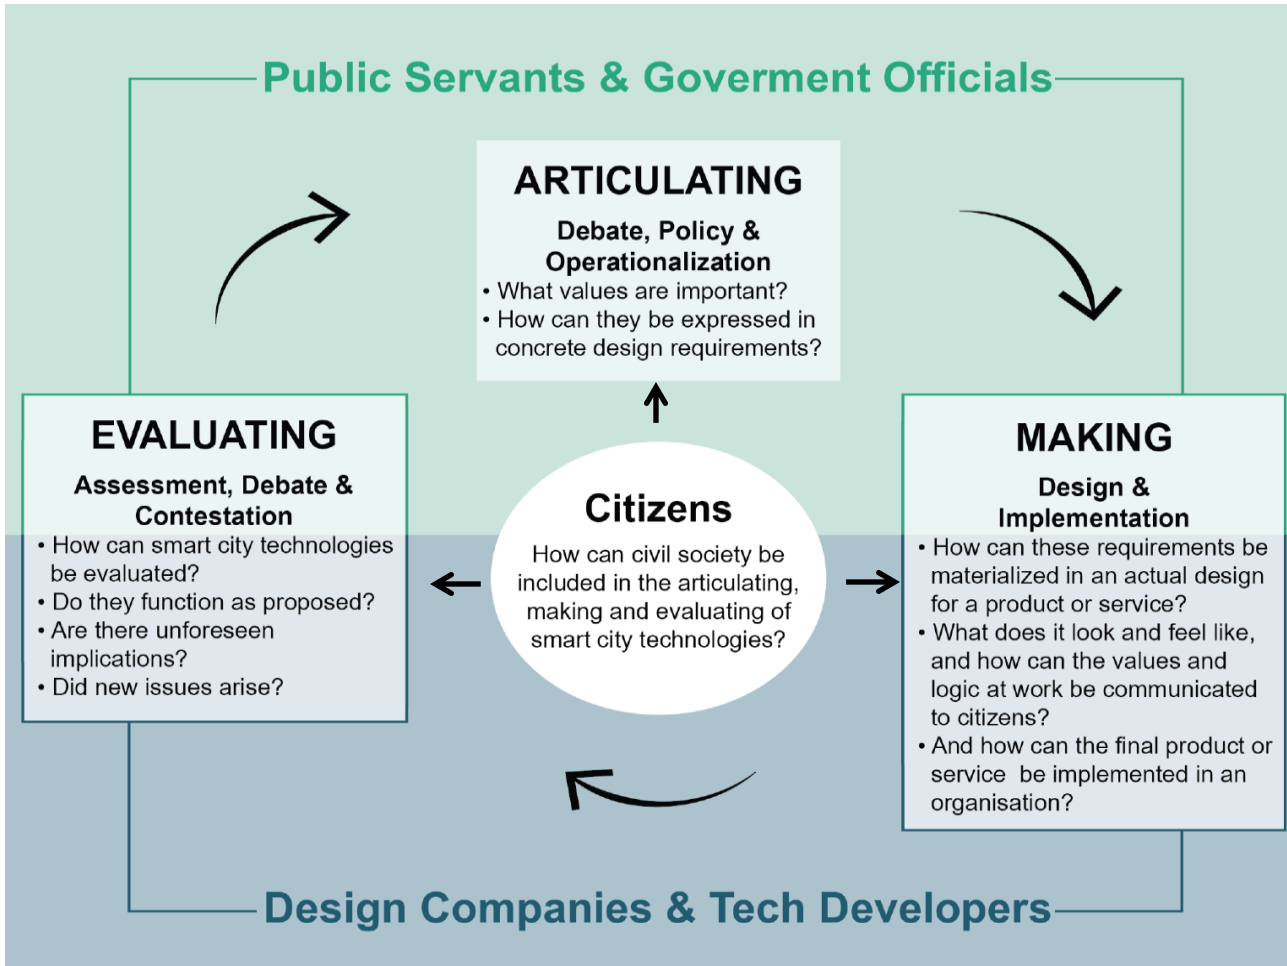 Public Servants & Goverment Officials
ARTICULATING
Debate, Policy &
Operationalization
• What values are important?
• How can they be expressed in
concrete design requirements?
EVALUATING
Assessment, Debate &
Contestation
• How can smart city technologies
be evaluated?
• Do they function as proposed?
• Are there unforeseen
implications?
• Did new issues arise?
Citizens
How can civil society be
included in the articulating,
making and evaluating of
smart city technologies?
MAKING
Design &
Implementation
• How can these requirements be
materialized in an actual design
for a product or service?
• What does it look and feel like,
and how can the values and
logic at work be communicated
to citizens?
• And how can the final product or
service be implemented in an
organisation?
Design Companies & Tech Developers